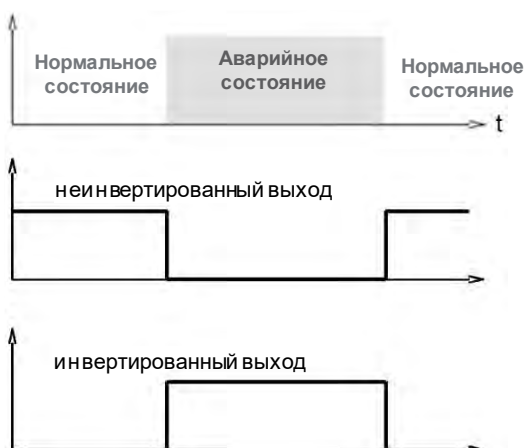 Нормальное
состояние
Аварийное
состояние
Нормальное
состояние
t
неинвертированный выход
инвертированный выход